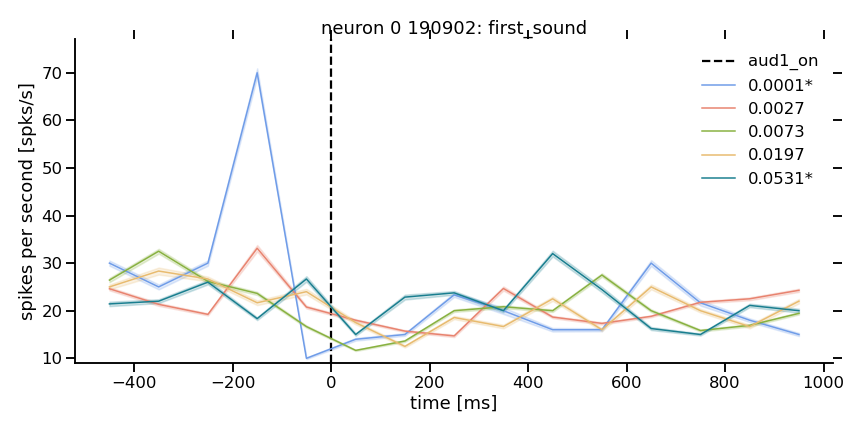 neuron 0 190902: first_sound
spikes per second [spks/s]
70
60
50
40
30
20
10
aud1_on
0.0001*
0.0027
0.0073
0.0197
0.0531*
−400 −200 0 200 400 600 800 1000
time [ms]